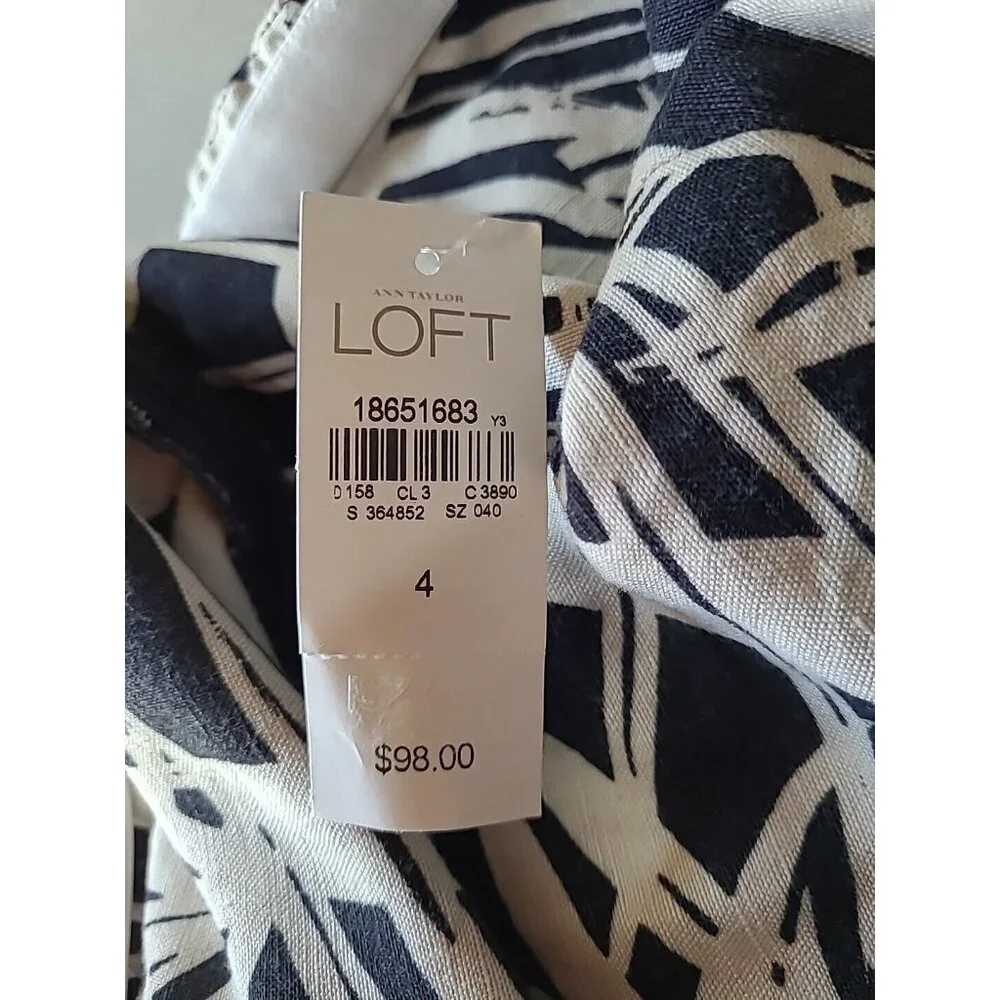 ANN TAYLOR
LOFT
18651683 Y3
D 158 CL 3 C 3890
S 364852 SZ 040
4
$98.00